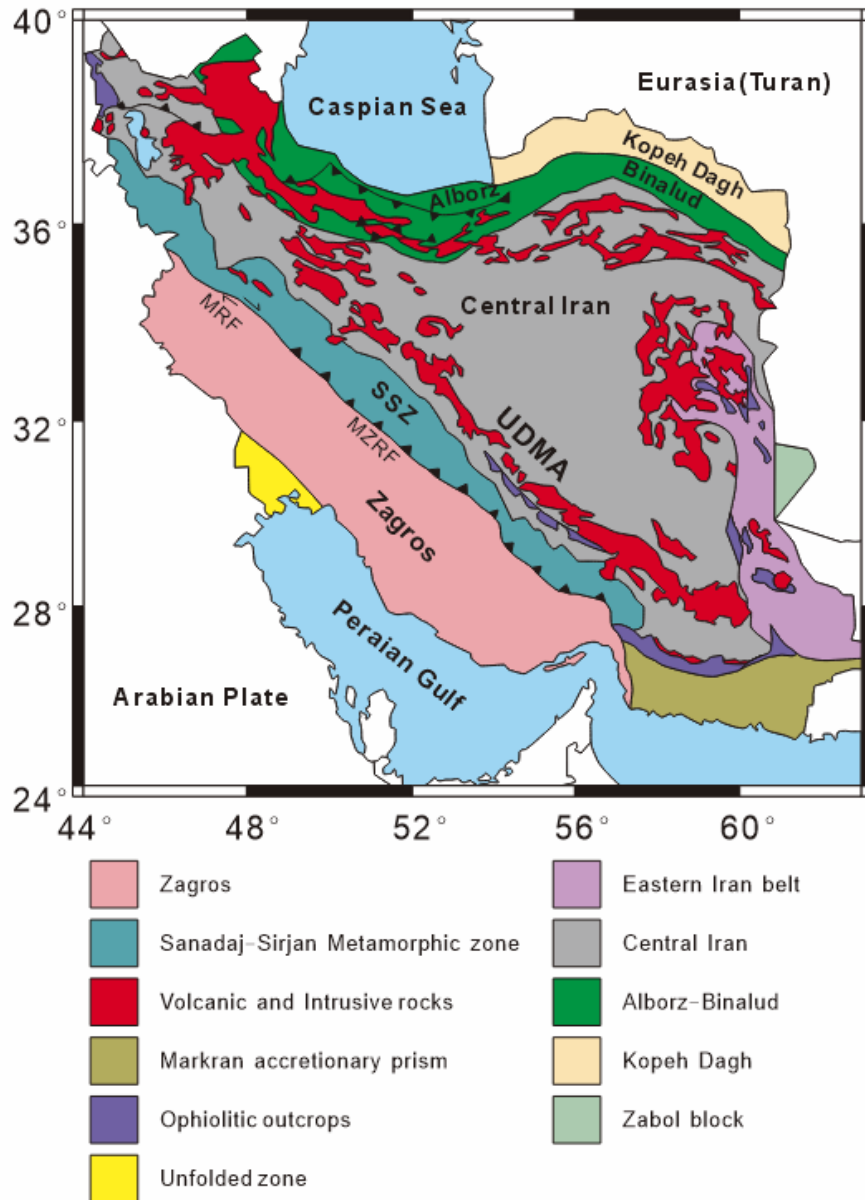 40°
Caspian Sea
Eurasia(Turan)
Kopeh Dagh
Binalud
Alborz
36°
Central Iran
MRF
SSZ
32°
MZRF
UDMA
Zagros
28°
Peraian Gulf
Arabian Plate
24°
44° 48° 52° 56° 60°
Zagros
Sanadaj-Sirjan Metamorphic zone
Volcanic and Intrusive rocks
Markran accretionary prism
Ophiolitic outcrops
Unfolded zone
Eastern Iran belt
Central Iran
Alborz-Binalud
Kopeh Dagh
Zabol block